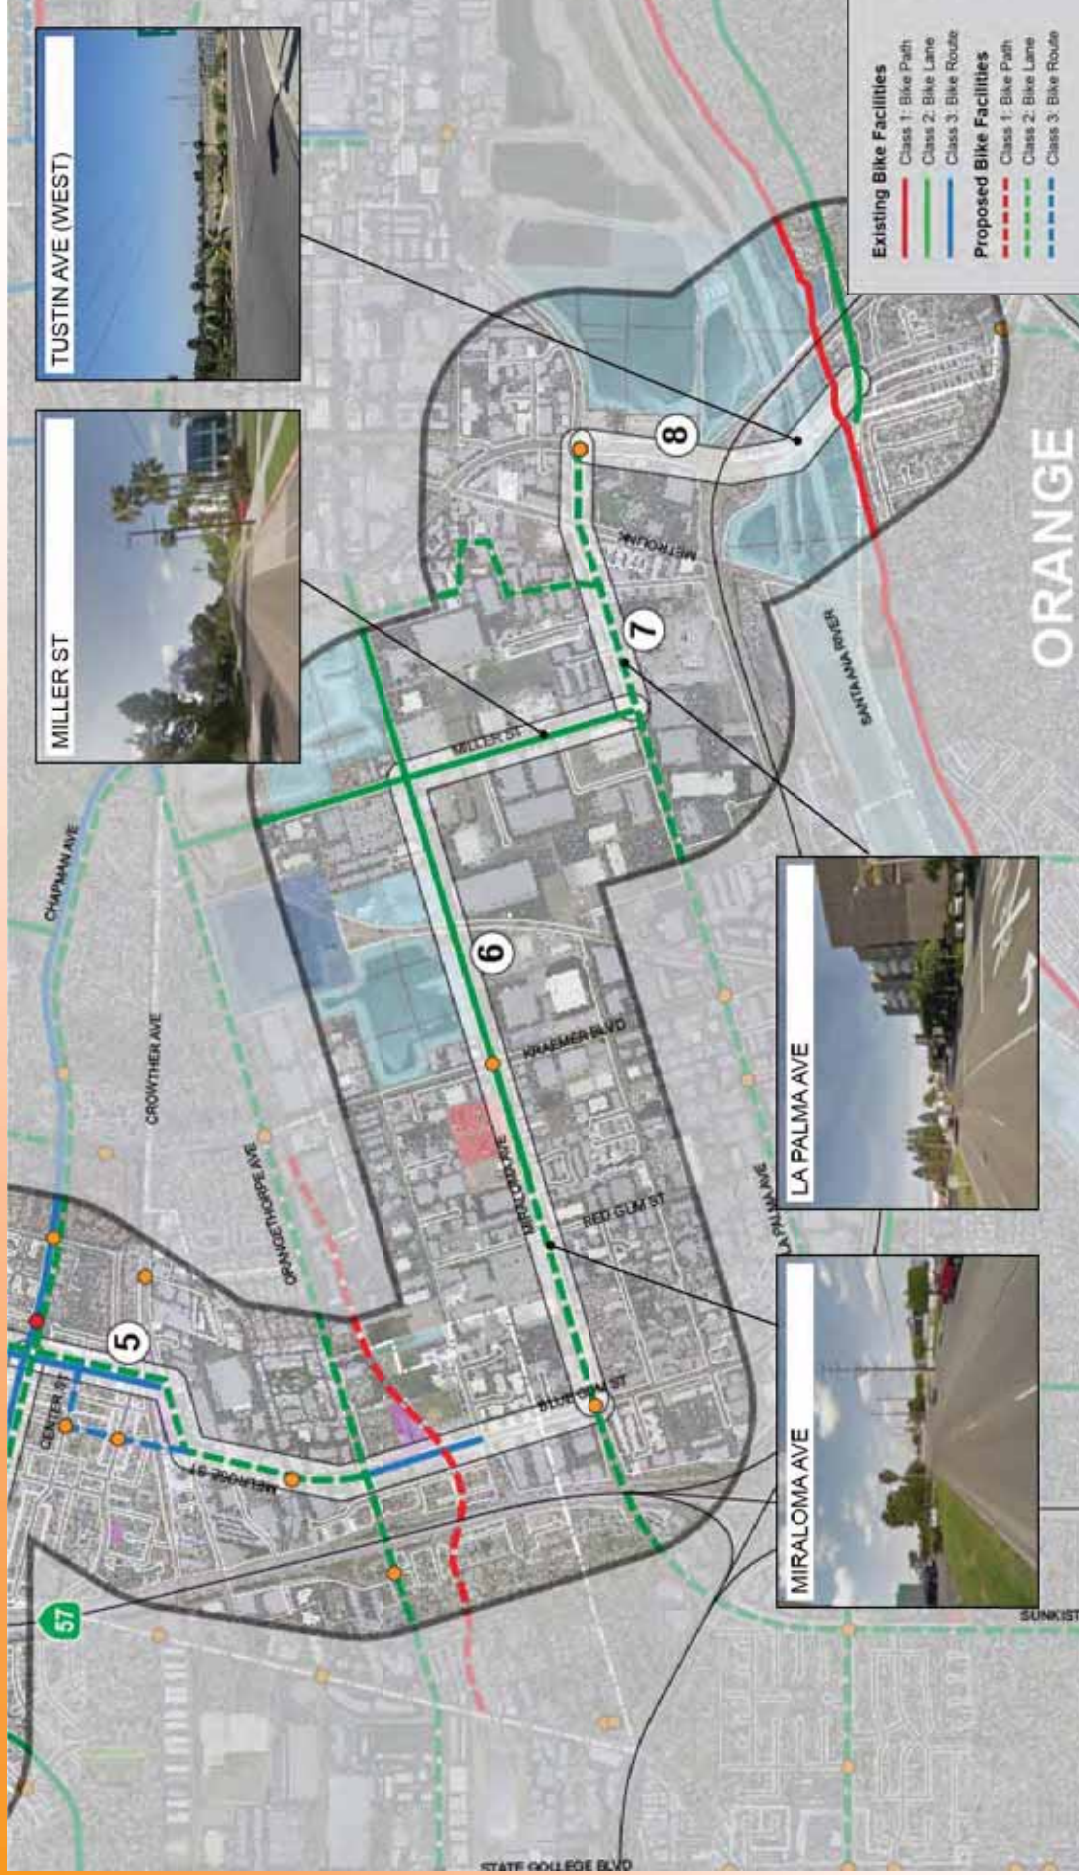 TUSTIN AVE (WEST)
MILLER ST
Existing Bike Facilities
Class 1: Bike Path
Class 2: Bike Lane
Class 3: Bike Route
Proposed Bike Facilities
Class 1: Bike Path
Class 2: Bike Lane
Class 3: Bike Route
CHAPMAN AVE
CROWTHER AVE
ORANGETHORPE AVE
CENTER ST
MELROSE ST
5
57
MILLER ST
6
KRAEMER BLVD
RED GUM ST
BLUE GUM ST
METROLINK
7
8
SANTA ANA RIVER
ORANGE
LA PALMA AVE
LA PALMA AVE
MIRALOMA AVE
MIRALOMA AVE
SUNKIST
STATE COLLEGE BLVD